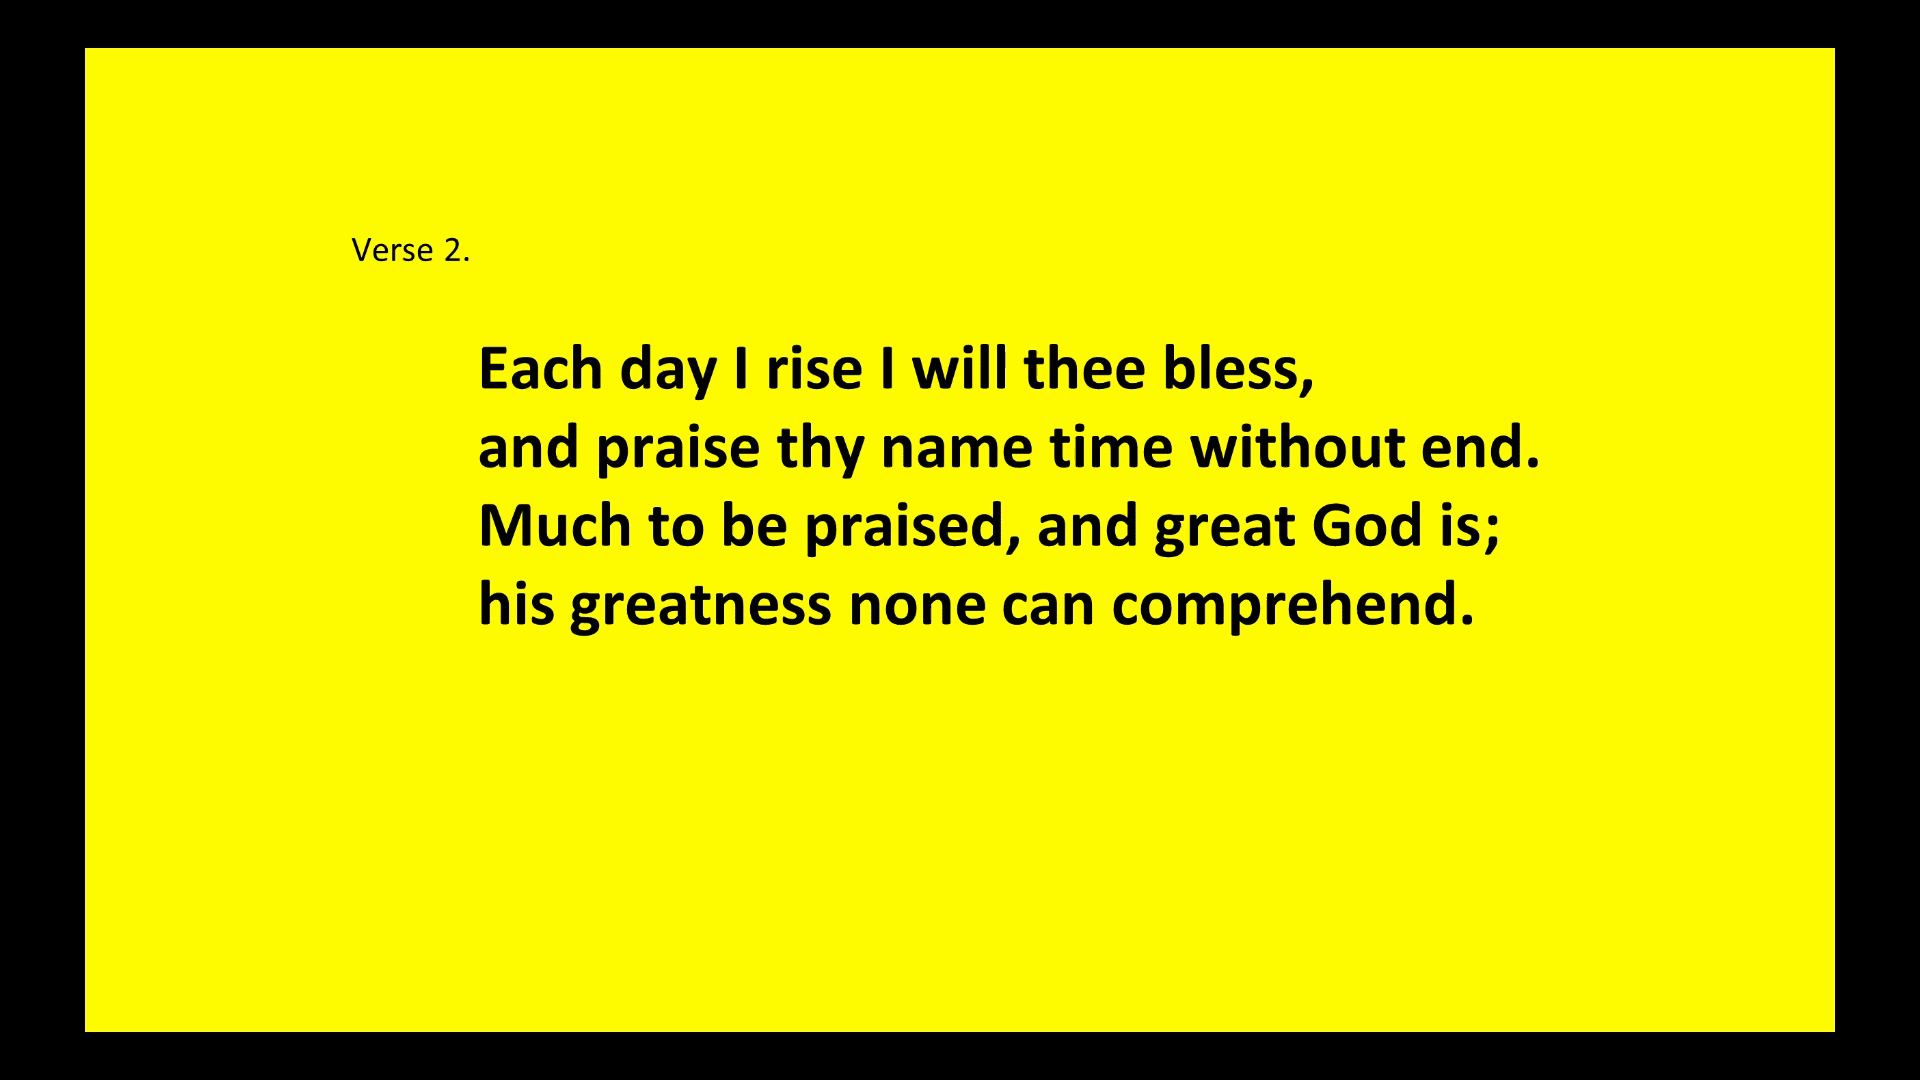 Verse 2.
Each day I rise I will thee bless,
and praise thy name time without end.
Much to be praised, and great God is;
his greatness none can comprehend.